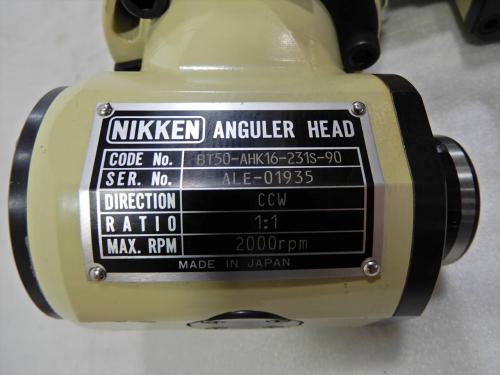 NIKKEN ANGULER HEAD
CODE No. BT50-AHK16-231S-90
SER. No. ALE-01935
DIRECTION CCW
RATIO 1:1
MAX. RPM 2000rpm
MADE IN JAPAN